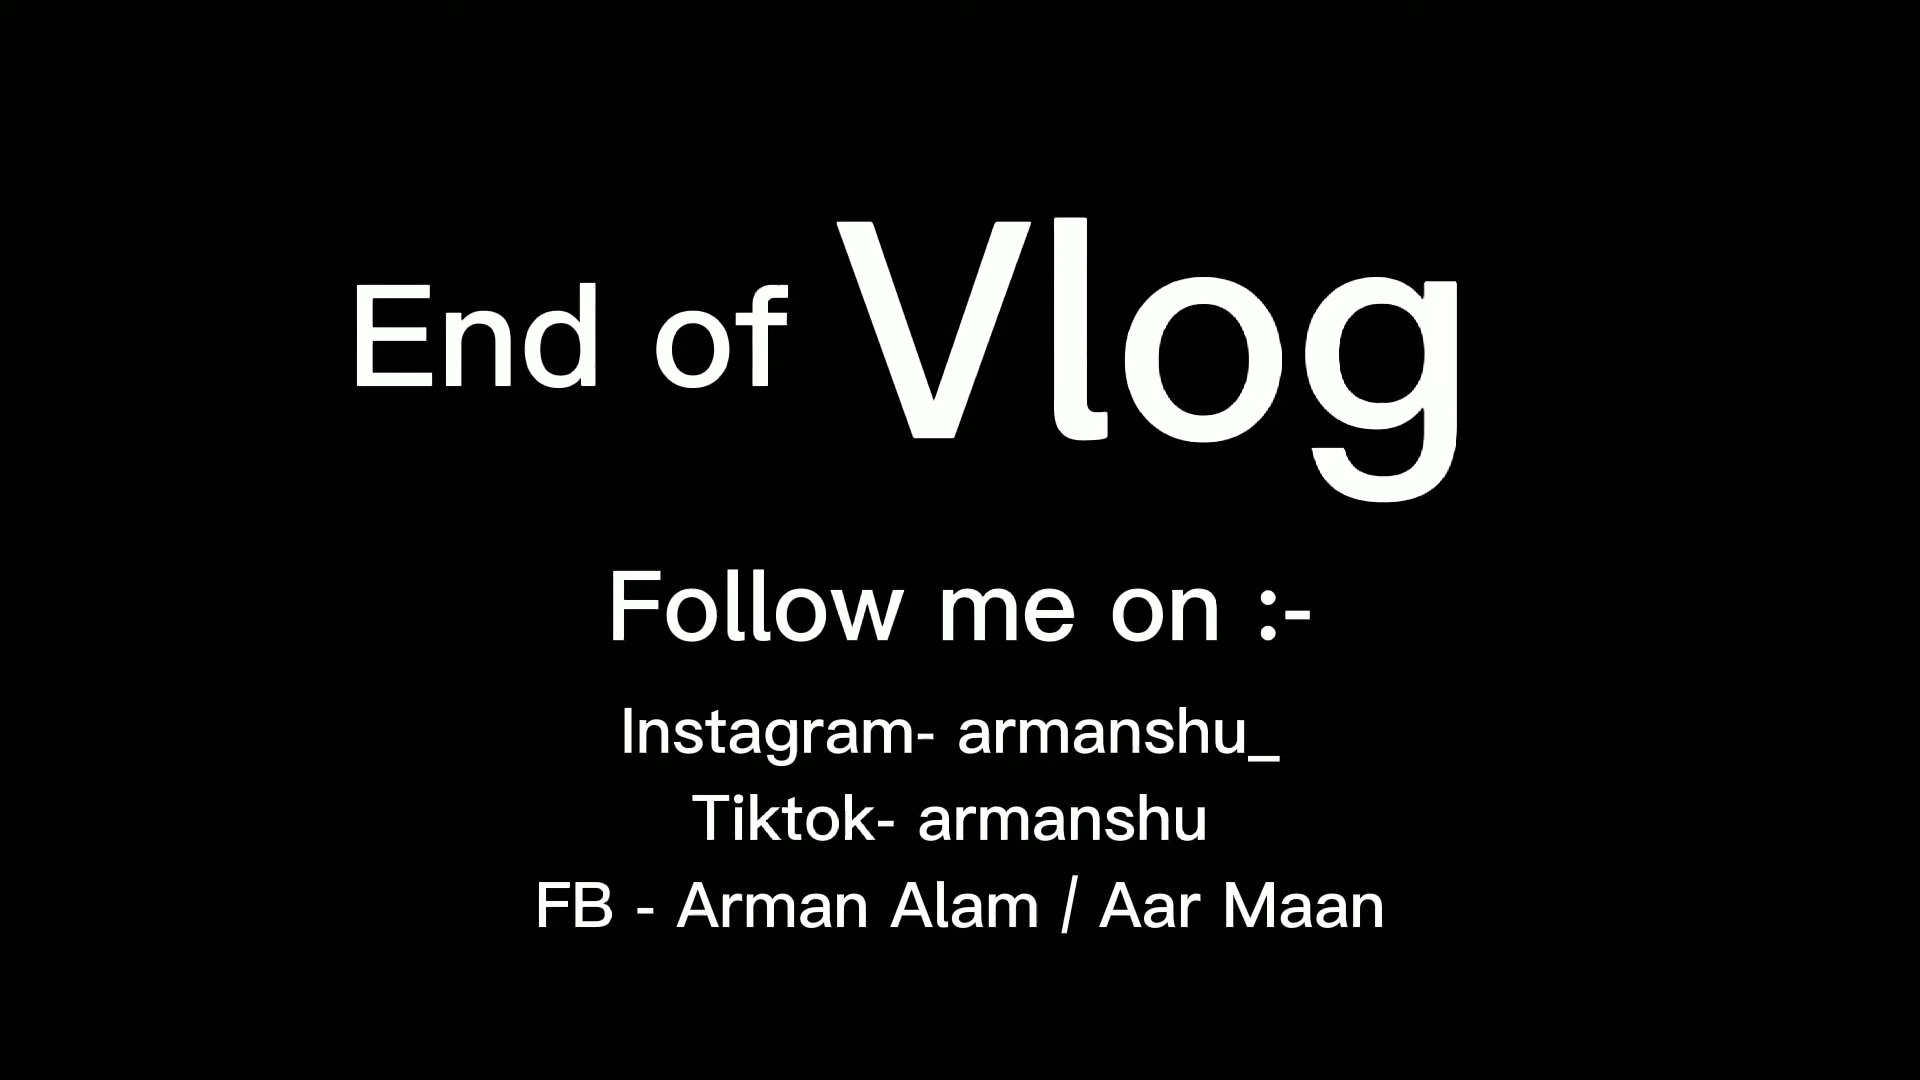 End of Vlog
Follow me on :-
Instagram- armanshu_
Tiktok- armanshu
FB - Arman Alam / Aar Maan